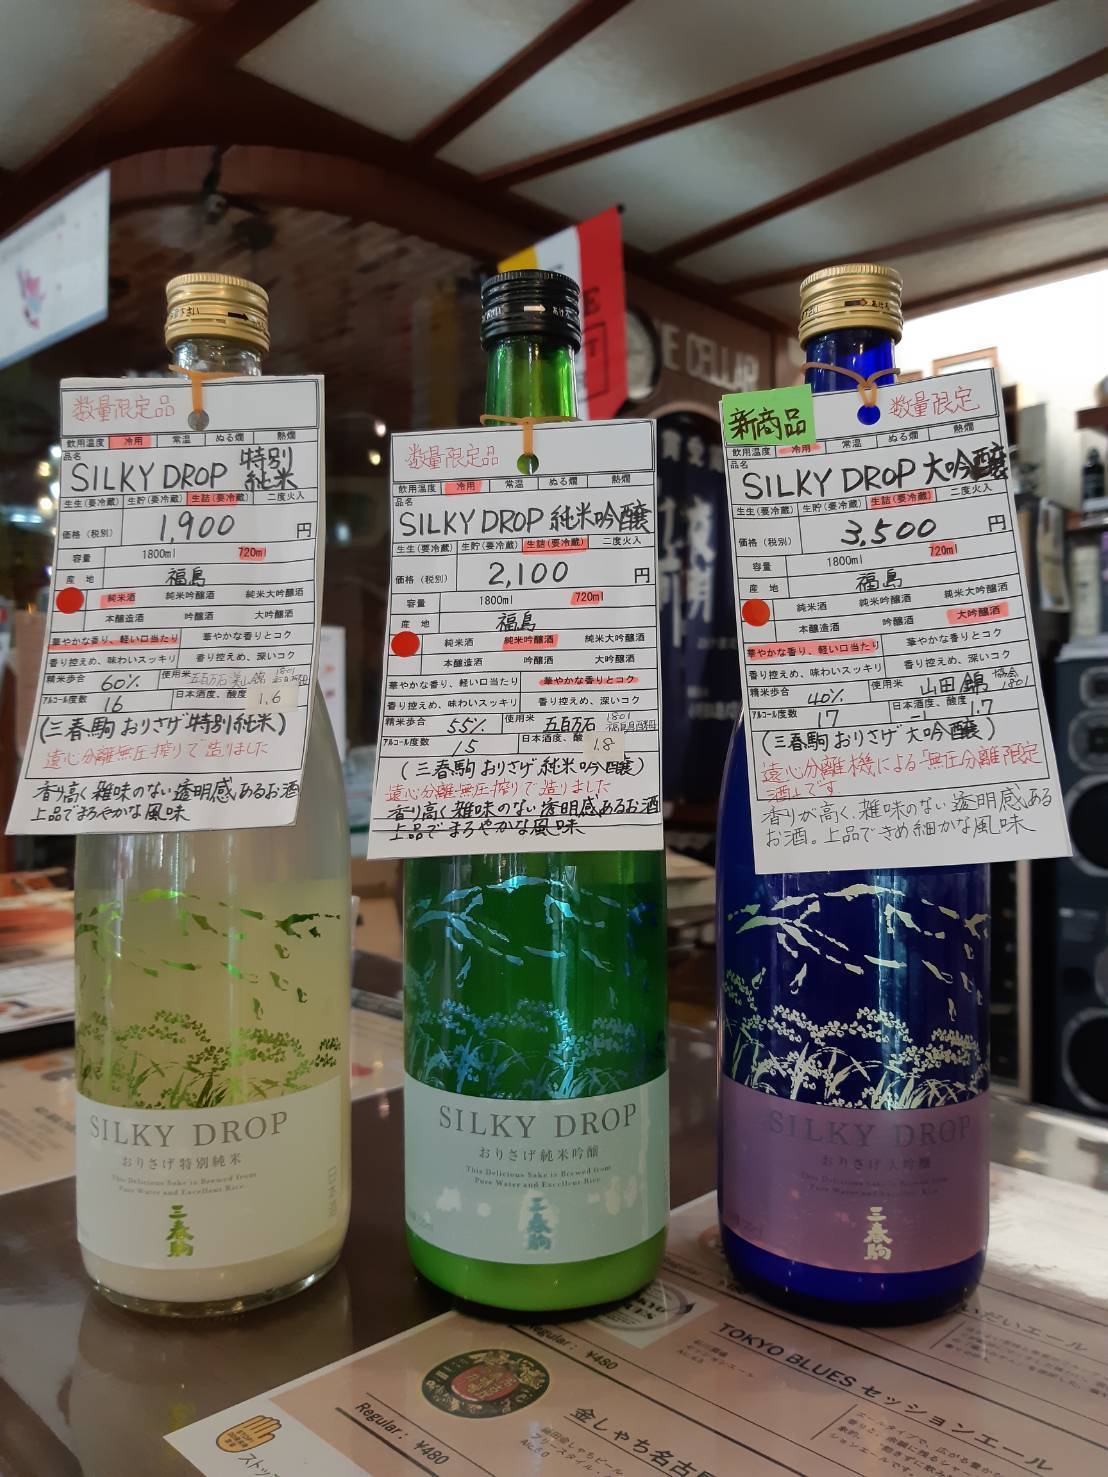 数量限定品
飲用温度 冷用 常温 ぬる燗 熱燗
品名
SILKY DROP 特別純米
生生(要冷蔵) 生貯(要冷蔵) 生詰(要冷蔵) 二度火入
価格(税別) 1,900 円
容量 1800ml 720ml
産地 福島
純米酒 純米吟醸酒 純米大吟醸酒
本醸造酒 吟醸酒 大吟醸酒
華やかな香り、軽い口当たり 華やかな香りとコク
香り控えめ、味わいスッキリ 香り控えめ、深いコク
精米歩合 60% 使用米 五百万石
アルコール度数 16 日本酒度、酸度 1.6
(三春駒おりさげ特別純米)
遠心分離無圧搾りで造りました
香り高く雑味のない透明感あるお酒
上品でまろやかな風味
SILKY DROP
おりさげ特別純米
This Delicious Sake is Brewed from
Pure Water and Excellent Rice.
三春駒
数量限定品
飲用温度 冷用 常温 ぬる燗 熱燗
品名
SILKY DROP 純米吟醸
生生(要冷蔵) 生貯(要冷蔵) 生詰(要冷蔵) 二度火入
価格(税別) 2,100 円
容量 1800ml 720ml
産地 福島
純米酒 純米吟醸酒 純米大吟醸酒
本醸造酒 吟醸酒 大吟醸酒
華やかな香り、軽い口当たり 華やかな香りとコク
香り控えめ、味わいスッキリ 香り控えめ、深いコク
精米歩合 55% 使用米 五百万石 1801
アルコール度数 15 日本酒度、酸 1.8
(三春駒おりさげ純米吟醸)
遠心分離無圧搾りで造りました
香り高く雑味のない透明感あるお酒
上品でまろやかな風味
SILKY DROP
おりさげ純米吟醸
This Delicious Sake is Brewed from
Pure Water and Excellent Rice.
三春駒
新商品
数量限定
飲用温度 冷用 常温 ぬる燗 熱燗
品名
SILKY DROP 大吟醸
生生(要冷蔵) 生貯(要冷蔵) 生詰(要冷蔵) 二度火入
価格(税別) 3,500 円
容量 1800ml 720ml
産地 福島
純米酒 純米吟醸酒 純米大吟醸酒
本醸造酒 吟醸酒 大吟醸酒
華やかな香り、軽い口当たり 華やかな香りとコク
香り控えめ、味わいスッキリ 香り控えめ、深いコク
精米歩合 40% 使用米 山田錦 協会1801
アルコール度数 17 日本酒度、酸度 -1 1.7
(三春駒おりさげ大吟醸)
遠心分離機による「無圧分離」限定
酒上です
香りが高く、雑味のない透明感ある
お酒。上品できめ細かな風味
SILKY DROP
おりさげ大吟醸
This Delicious Sake is Brewed from
Pure Water and Excellent Rice.
三春駒
E CELLAR
TOKYO BLUES セッションエール
Regular: ¥480
金しゃち名古屋
Regular: ¥480